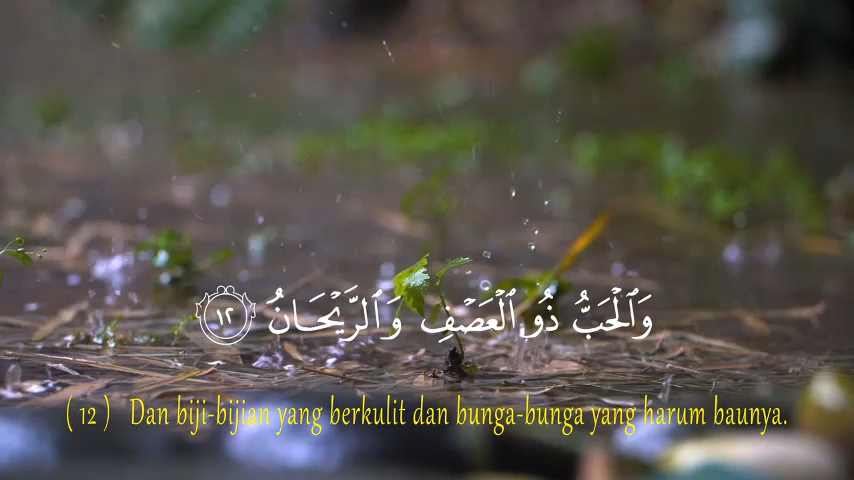 وَٱلْحَبُّ ذُو ٱلْعَصْفِ وَٱلرَّيْحَانُ ١٢
( 12 ) Dan biji-bijian yang berkulit dan bunga-bunga yang harum baunya.